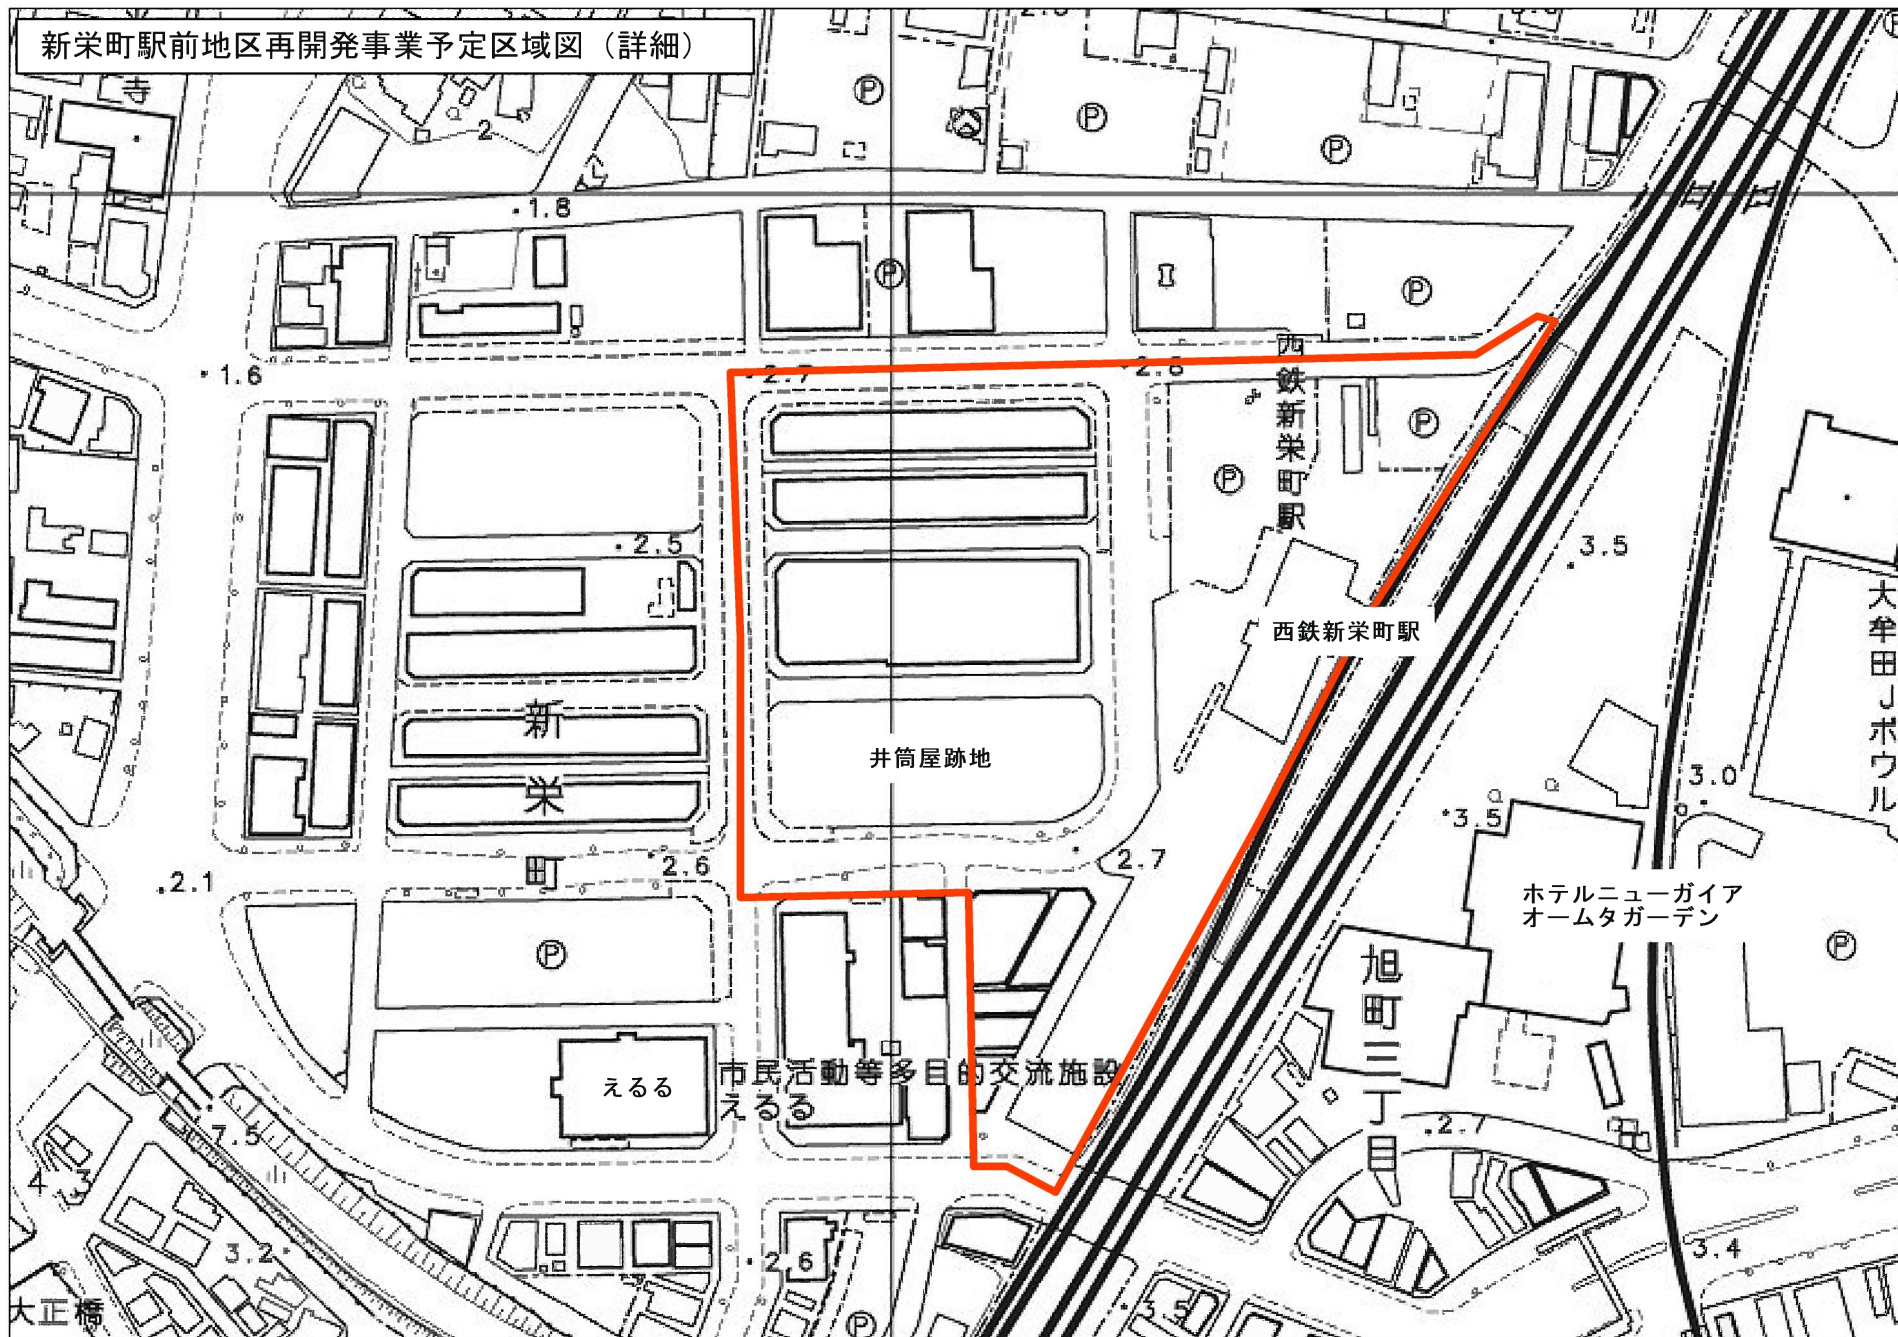 新栄町駅前地区再開発事業予定区域図（詳細）
寺
2
P
P
P
1.8
P
P
1.6
2.7
2.8
西鉄新栄町駅
P
P
2.5
3.5
西鉄新栄町駅
大牟田Jボウル
新栄町
井筒屋跡地
3.0
3.5
2.1
2.6
2.7
ホテルニューガイア
オームタガーデン
P
P
旭町三丁目
えるる
市民活動等多目的交流施設
えるる
7.5
2.7
4.3
3.2
2.6
3.4
大正橋
P
3.5